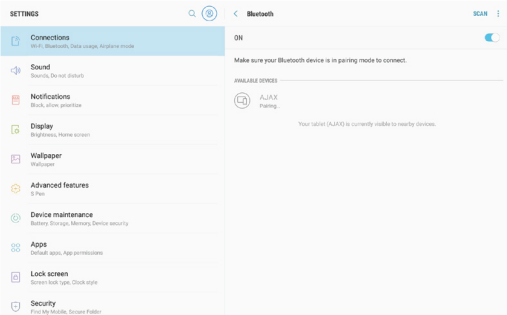 SETTINGS
Connections
Wi-Fi, Bluetooth, Data usage, Airplane mode
Sound
Sounds, Do not disturb
Notifications
Block, allow, prioritize
Display
Brightness, Home screen
Wallpaper
Wallpaper
Advanced features
S Pen
Device maintenance
Battery, Storage, Memory, Device security
Apps
Default apps, App permissions
Lock screen
Screen lock type, Clock style
Security
Find My Mobile, Secure Folder
Bluetooth
SCAN
ON
Make sure your Bluetooth device is in pairing mode to connect.
AVAILABLE DEVICES
AJAX
Pairing...
Your tablet (AJAX) is currently visible to nearby devices.